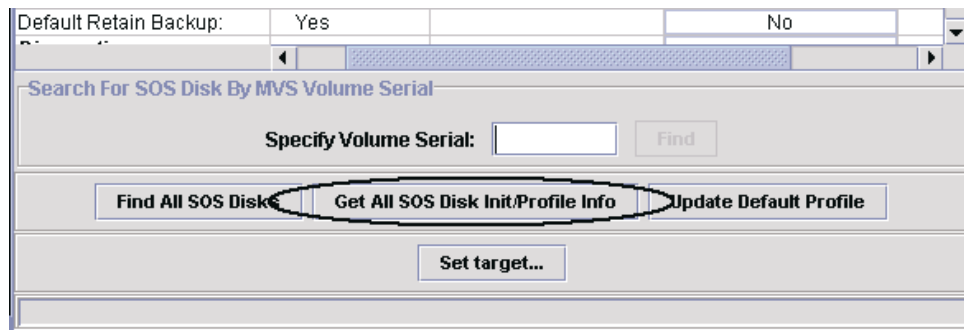 Default Retain Backup: Yes No
Search For SOS Disk By MVS Volume Serial
Specify Volume Serial: Find
Find All SOS Disks Get All SOS Disk Init/Profile Info Update Default Profile
Set target...